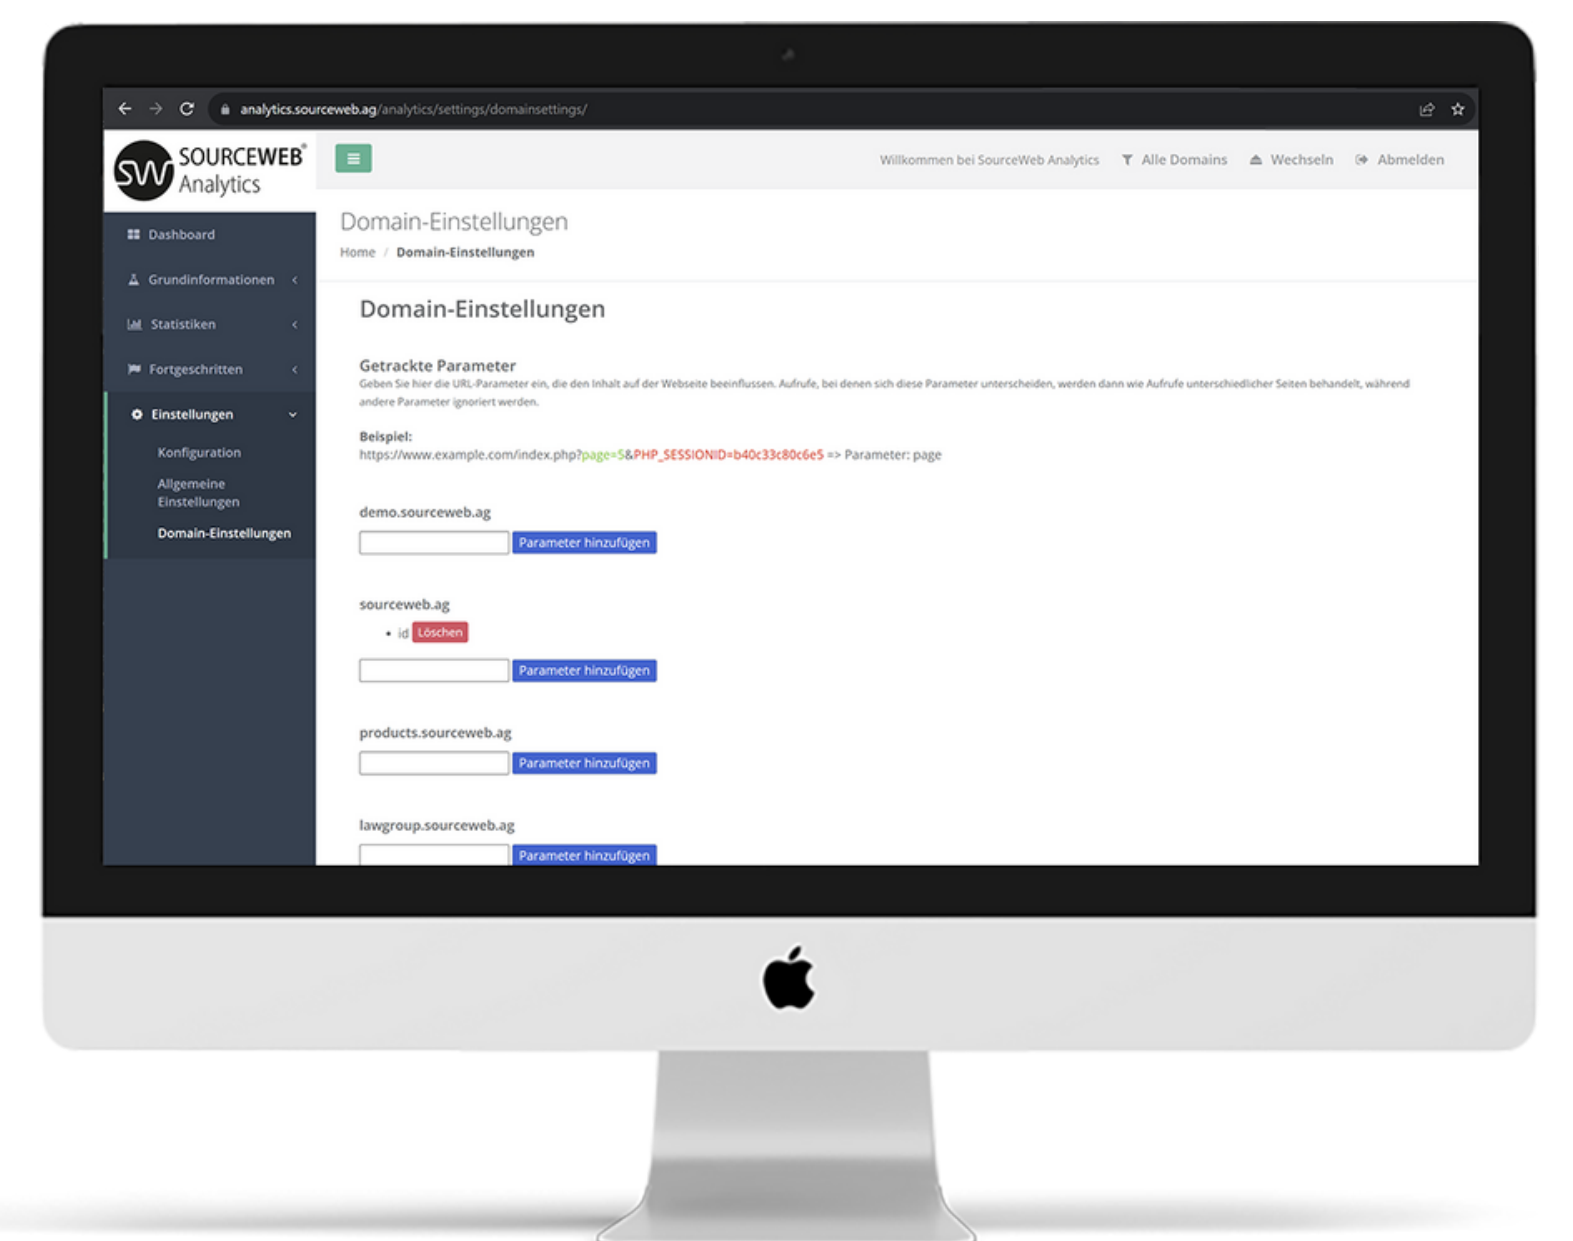 analytics.sourceweb.ag/analytics/settings/domainsettings/
SW SOURCEWEB®
Analytics
Willkommen bei SourceWeb Analytics Alle Domains Wechseln Abmelden
Dashboard
Grundinformationen
Statistiken
Fortgeschritten
Einstellungen
Konfiguration
Allgemeine
Einstellungen
Domain-Einstellungen
Domain-Einstellungen
Home / Domain-Einstellungen
Domain-Einstellungen
Getrackte Parameter
Geben Sie hier die URL-Parameter ein, die den Inhalt auf der Webseite beeinflussen. Aufrufe, bei denen sich diese Parameter unterscheiden, werden dann wie Aufrufe unterschiedlicher Seiten behandelt, während
andere Parameter ignoriert werden.
Beispiel:
https://www.example.com/index.php?page=5&PHP_SESSIONID=b40c33c80c6e5 => Parameter: page
demo.sourceweb.ag
Parameter hinzufügen
sourceweb.ag
• id Löschen
Parameter hinzufügen
products.sourceweb.ag
Parameter hinzufügen
lawgroup.sourceweb.ag
Parameter hinzufügen